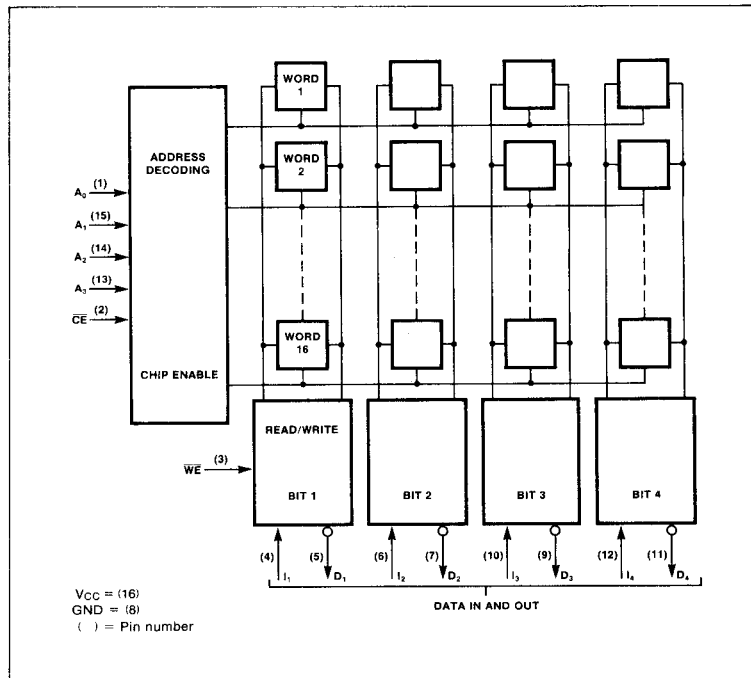 WORD
1
ADDRESS
DECODING
WORD
2
A₀ (1)
A₁ (15)
A₂ (14)
A₃ (13)
C̅E̅ (2)
WORD
16
CHIP ENABLE
READ/WRITE
W̅E̅ (3)
BIT 1
BIT 2
BIT 3
BIT 4
(4) (5) (6) (7) (10) (9) (12) (11)
I₁ D₁ I₂ D₂ I₃ D₃ I₄ D₄
DATA IN AND OUT
VCC = (16)
GND = (8)
( ) = Pin number